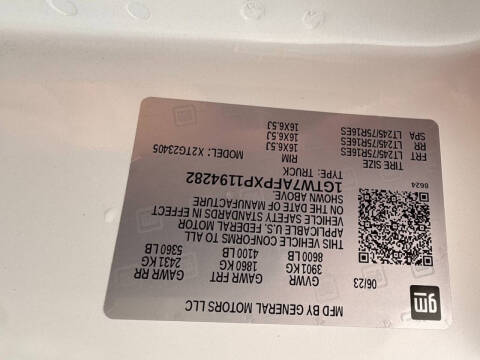 MFD BY GENERAL MOTORS LLC
gm
06/23
GVWR GAWR FRT GAWR RR
3901 KG 1860 KG 2431 KG
8600 LB 4100 LB 5360 LB
THIS VEHICLE CONFORMS TO ALL
APPLICABLE U.S. FEDERAL MOTOR
VEHICLE SAFETY STANDARDS IN EFFECT
ON THE DATE OF MANUFACTURE
SHOWN ABOVE
1GTW7AFPXP1194282
TYPE: TRUCK MODEL: X2TG23405
0624
TIRE SIZE RIM
FRT LT245/75R16ES 16X6.5J
RR LT245/75R16ES 16X6.5J
SPA LT245/75R16ES 16X6.5J